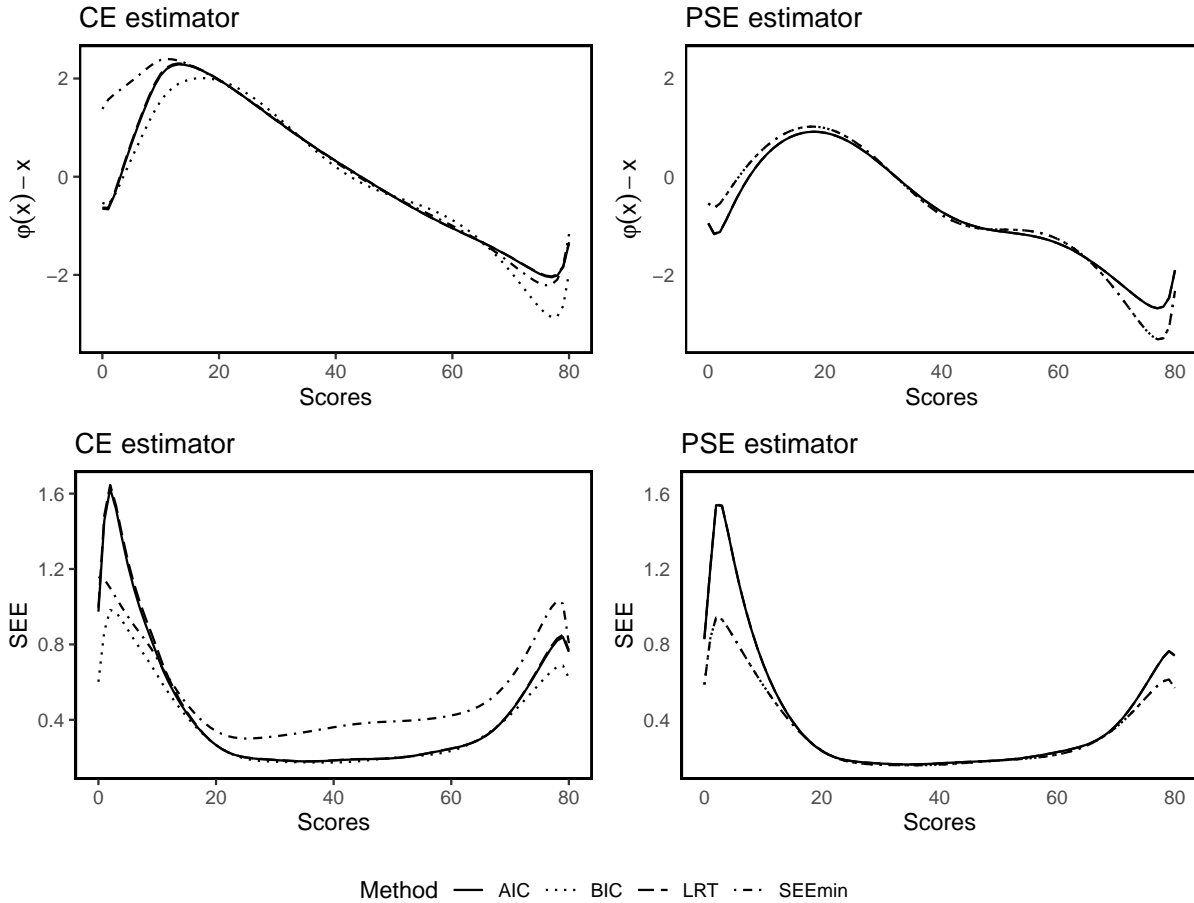 CE estimator
PSE estimator
φ(x) − x
2
0
−2
0 20 40 60 80
Scores
φ(x) − x
2
0
−2
0 20 40 60 80
Scores
CE estimator
PSE estimator
SEE
1.6
1.2
0.8
0.4
0 20 40 60 80
Scores
SEE
1.6
1.2
0.8
0.4
0 20 40 60 80
Scores
Method AIC BIC LRT SEEmin